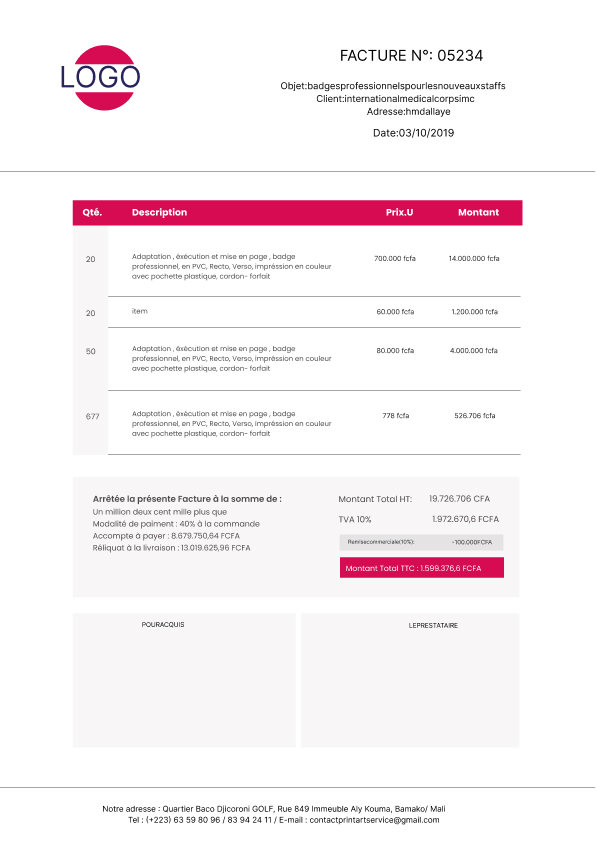 LOGO
FACTURE N°: 05234
Objet:badgesprofessionnelspourlesnouveauxstaffs
Client:internationalmedicalcorpsimc
Adresse:hmdallaye
Date:03/10/2019
Qté. Description Prix.U Montant
Adaptation , éxécution et mise en page , badge
20 professionnel, en PVC, Recto, Verso, impréssion en couleur 700.000 fcfa 14.000.000 fcfa
avec pochette plastique, cordon- forfait
20 item 60.000 fcfa 1.200.000 fcfa
50 Adaptation , éxécution et mise en page , badge 80.000 fcfa 4.000.000 fcfa
professionnel, en PVC, Recto, Verso, impréssion en couleur
avec pochette plastique, cordon- forfait
677 Adaptation , éxécution et mise en page , badge 778 fcfa 526.706 fcfa
professionnel, en PVC, Recto, Verso, impréssion en couleur
avec pochette plastique, cordon- forfait
Arrêtée la présente Facture à la somme de :
Un million deux cent mille plus que
Modalité de paiment : 40% à la commande
Accompte à payer : 8.679.750,64 FCFA
Réliquat à la livraison : 13.019.625,96 FCFA
Montant Total HT: 19.726.706 CFA
TVA 10% 1.972.670,6 FCFA
Remisecommerciale(10%): -100.000FCFA
Montant Total TTC : 1.599.376,6 FCFA
POURACQUIS
LEPRESTATAIRE
Notre adresse : Quartier Baco Djicoroni GOLF, Rue 849 Immeuble Aly Kouma, Bamako/ Mali
Tel : (+223) 63 59 80 96 / 83 94 24 11 / E-mail : contactprintartservice@gmail.com